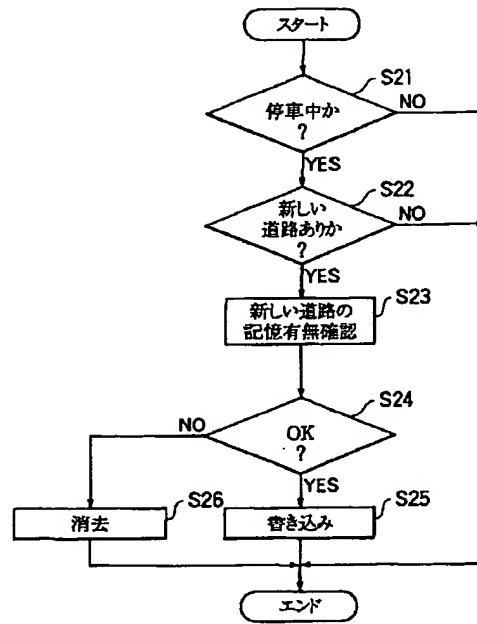 スタート
S21
停車中か
?
NO
YES
S22
新しい
道路ありか
?
NO
YES
S23
新しい道路の
記憶有無確認
S24
NO
OK
?
YES
S26
消去
S25
書き込み
エンド